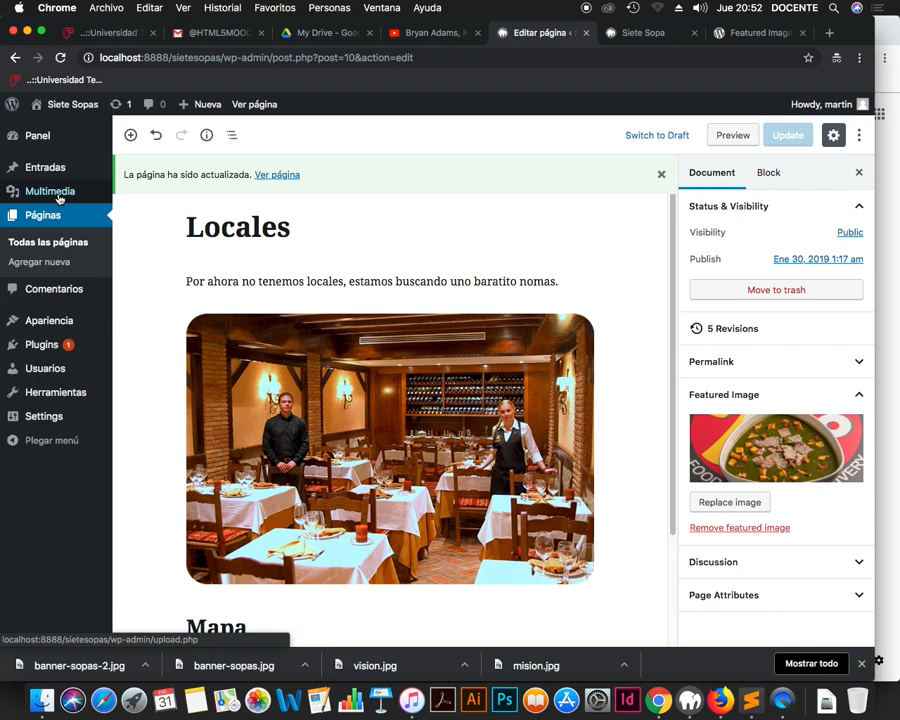 Chrome Archivo Editar Ver Historial Favoritos Personas Ventana Ayuda Jue 20:52 DOCENTE
..::Universidad @HTML5MOO My Drive - Goo Bryan Adams, R Editar página Siete Sopa Featured Image
localhost:8888/sietesopas/wp-admin/post.php?post=10&action=edit
..::Universidad Te...
Siete Sopas 1 0 Nueva Ver página Howdy, martin
Panel
Entradas
Multimedia
Páginas
Todas las páginas
Agregar nueva
Comentarios
Apariencia
Plugins 1
Usuarios
Herramientas
Settings
Plegar menú
Switch to Draft Preview Update
La página ha sido actualizada. Ver página
Locales
Por ahora no tenemos locales, estamos buscando uno baratito nomas.
Mapa
Document Block
Status & Visibility
Visibility Public
Publish Ene 30, 2019 1:17 am
Move to trash
5 Revisions
Permalink
Featured Image
Replace image
Remove featured image
Discussion
Page Attributes
localhost:8888/sietesopas/wp-admin/upload.php
banner-sopas-2.jpg banner-sopas.jpg vision.jpg mision.jpg Mostrar todo